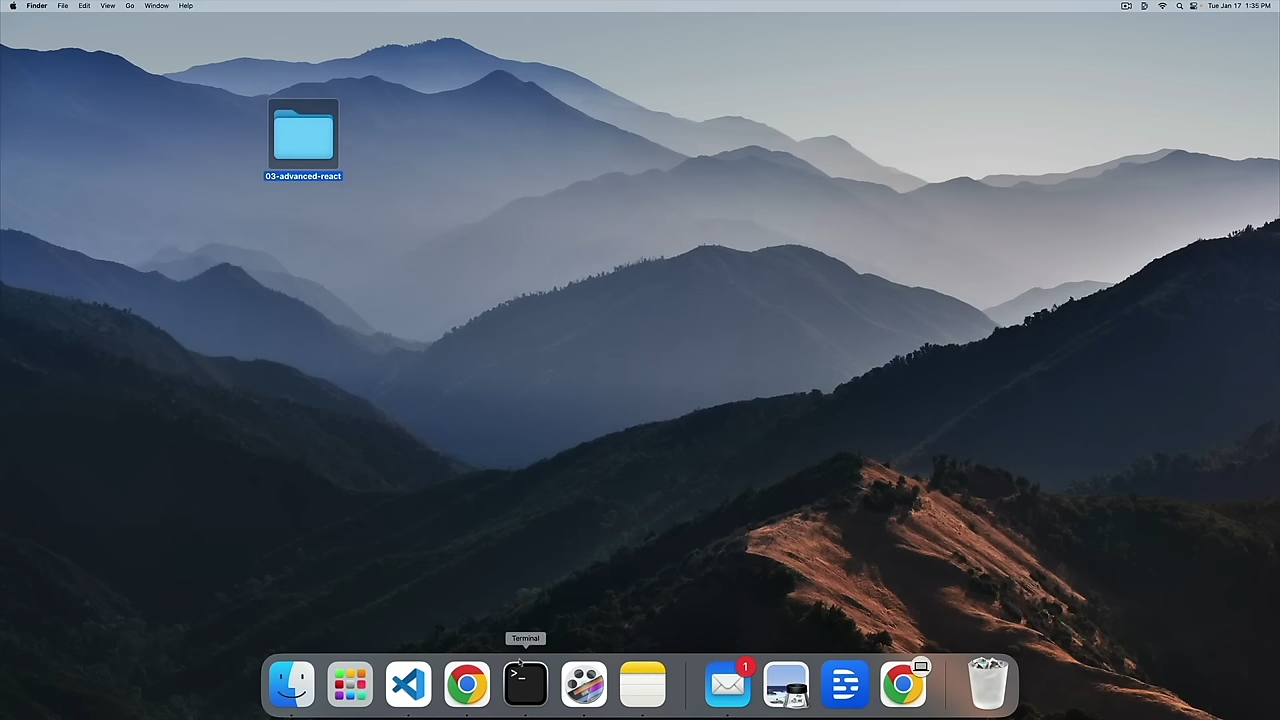 Finder File Edit View Go Window Help Tue Jan 17 1:35 PM
03-advanced-react
Terminal
>_
1